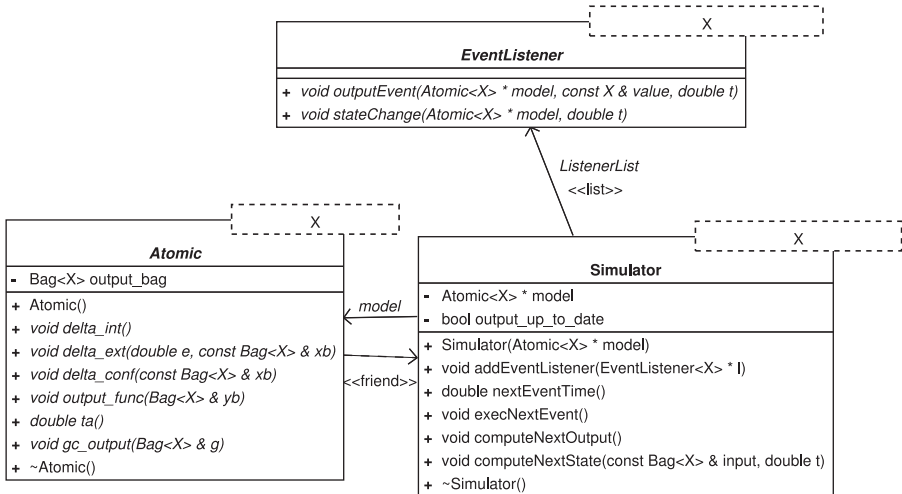 X
EventListener
+ void outputEvent(Atomic<X> * model, const X & value, double t)
+ void stateChange(Atomic<X> * model, double t)
ListenerList
<<list>>
X
Atomic
- Bag<X> output_bag
+ Atomic()
+ void delta_int()
+ void delta_ext(double e, const Bag<X> & xb)
+ void delta_conf(const Bag<X> & xb)
+ void output_func(Bag<X> & yb)
+ double ta()
+ void gc_output(Bag<X> & g)
+ ~Atomic()
model
<<friend>>
X
Simulator
- Atomic<X> * model
- bool output_up_to_date
+ Simulator(Atomic<X> * model)
+ void addEventListener(EventListener<X> * l)
+ double nextEventTime()
+ void execNextEvent()
+ void computeNextOutput()
+ void computeNextState(const Bag<X> & input, double t)
+ ~Simulator()